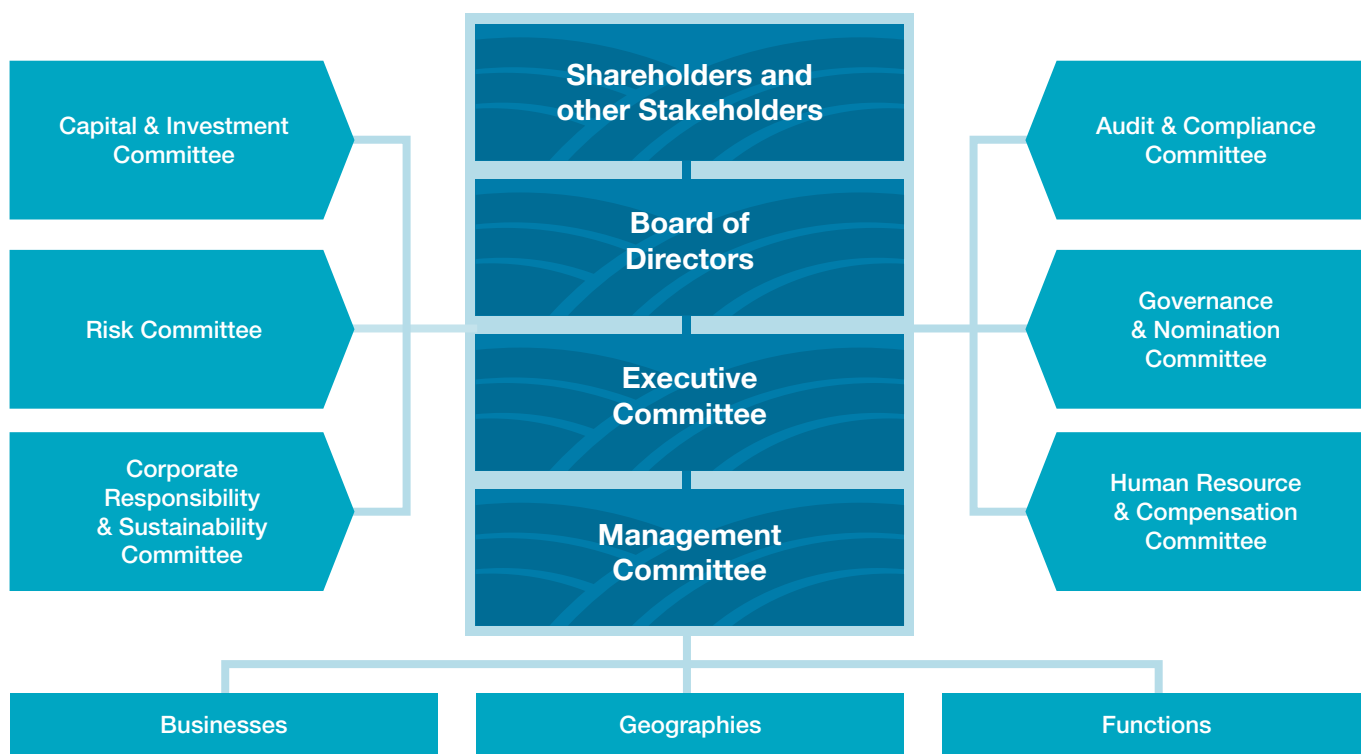 Shareholders and
other Stakeholders
Capital & Investment
Committee
Audit & Compliance
Committee
Board of
Directors
Risk Committee
Governance
& Nomination
Committee
Executive
Committee
Corporate
Responsibility
& Sustainability
Committee
Management
Committee
Human Resource
& Compensation
Committee
Businesses
Geographies
Functions